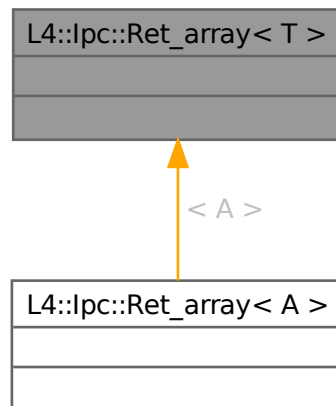 L4::Ipc::Ret_array< T >
< A >
L4::Ipc::Ret_array< A >